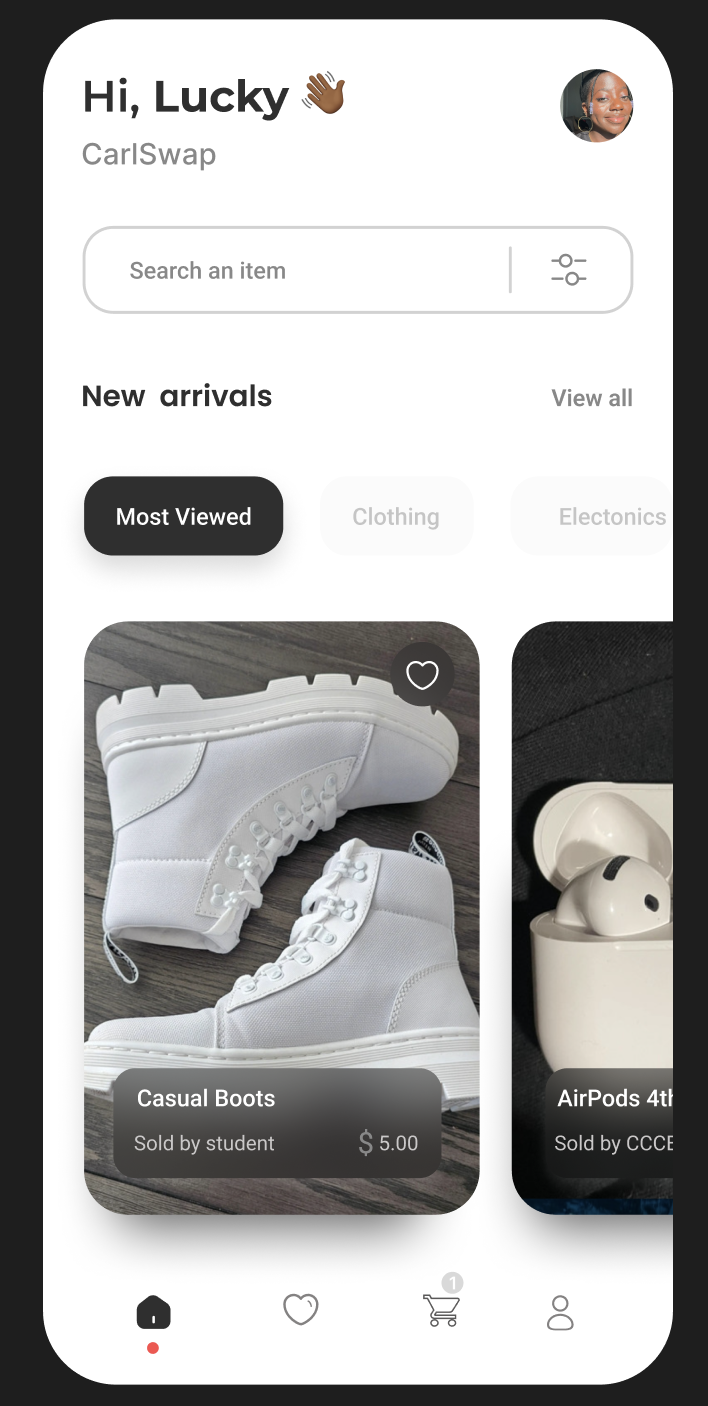 Hi, Lucky 👋🏾
CarlSwap
Search an item
New arrivals
View all
Most Viewed
Clothing
Electonics
Casual Boots
Sold by student
$ 5.00
AirPods 4th
Sold by CCCE
1